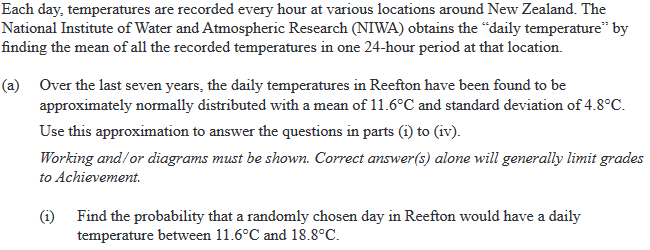 Each day, temperatures are recorded every hour at various locations around New Zealand. The
National Institute of Water and Atmospheric Research (NIWA) obtains the “daily temperature” by
finding the mean of all the recorded temperatures in one 24-hour period at that location.
(a) Over the last seven years, the daily temperatures in Reefton have been found to be
approximately normally distributed with a mean of 11.6°C and standard deviation of 4.8°C.
Use this approximation to answer the questions in parts (i) to (iv).
Working and/or diagrams must be shown. Correct answer(s) alone will generally limit grades
to Achievement.
(i) Find the probability that a randomly chosen day in Reefton would have a daily
temperature between 11.6°C and 18.8°C.